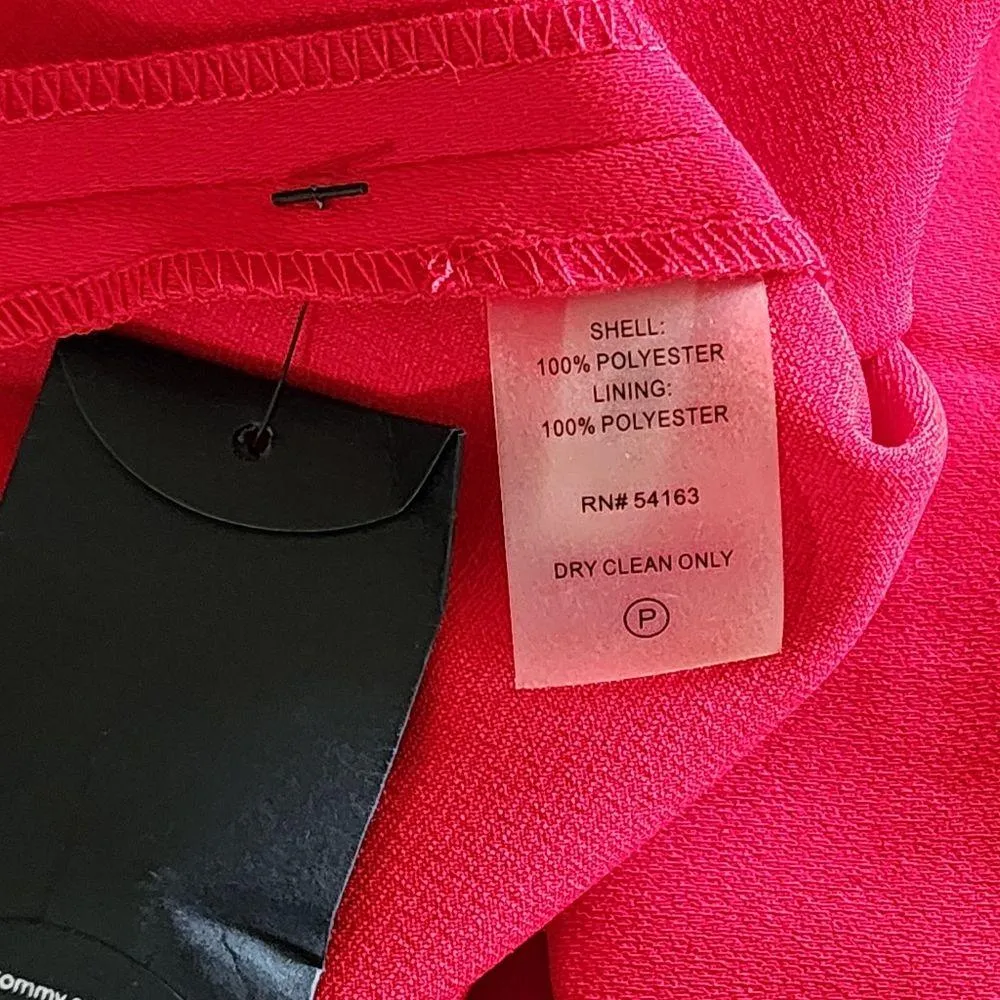 SHELL:
100% POLYESTER
LINING:
100% POLYESTER
RN# 54163
DRY CLEAN ONLY
P